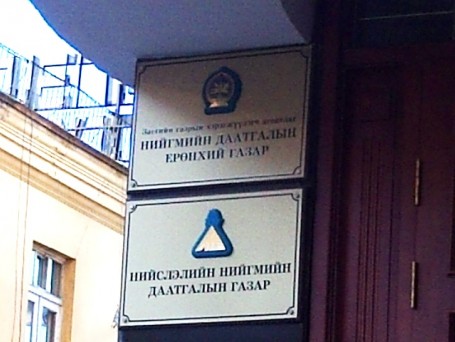 Засгийн газрын хэрэгжүүлэгч агентлаг
НИЙГМИЙН ДААТГАЛЫН
ЕРӨНХИЙ ГАЗАР
НИЙСЛЭЛИЙН НИЙГМИЙН
ДААТГАЛЫН ГАЗАР